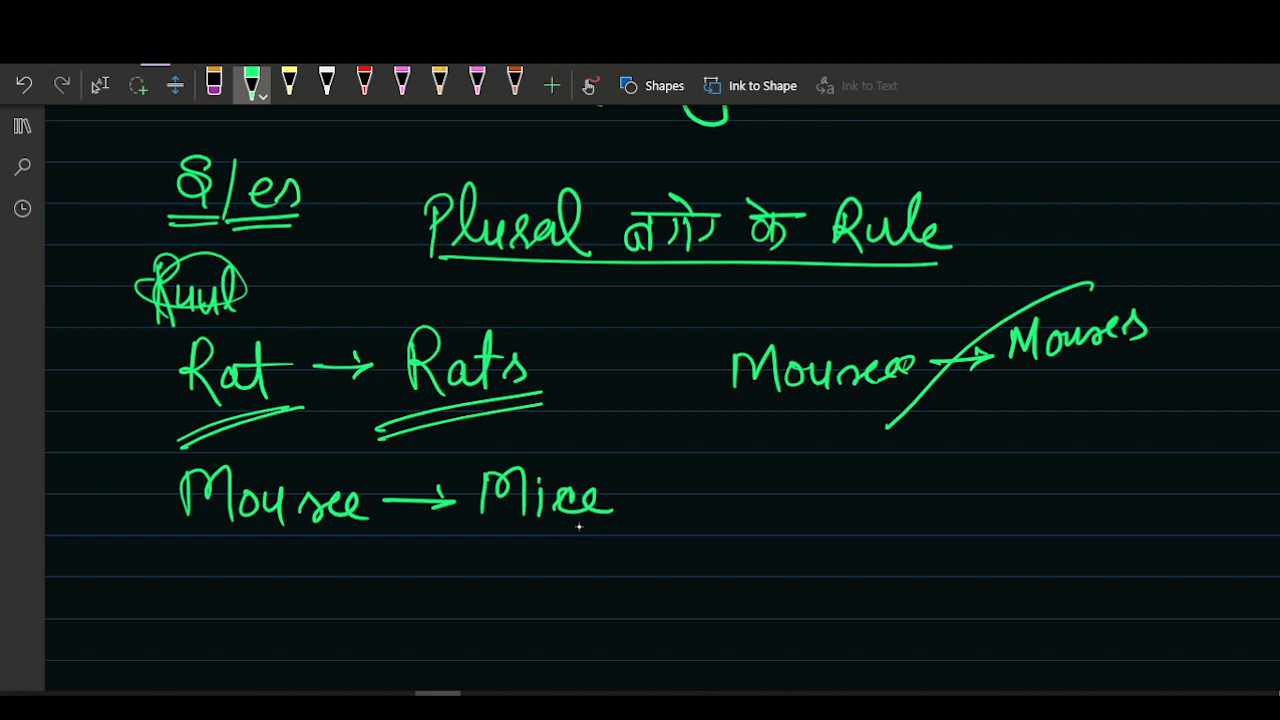 Shapes Ink to Shape Ink to Text
S/es
Plural बनाने के Rule
Rat → Rats
Mouse → Mouses
Mouse → Mice